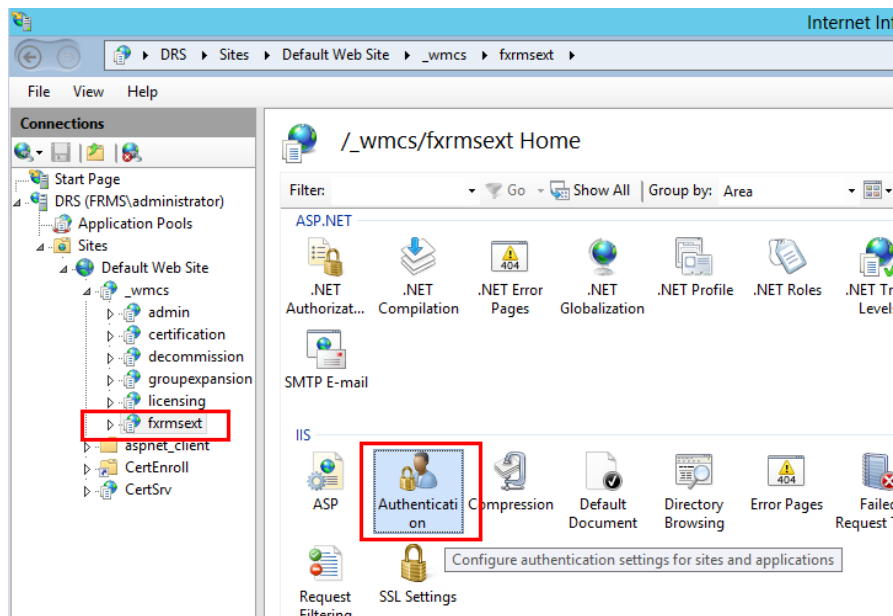 Internet Inf
DRS Sites Default Web Site _wmcs fxrmsext
File View Help
Connections
Start Page
DRS (FRMS\administrator)
Application Pools
Sites
Default Web Site
_wmcs
admin
certification
decommission
groupexpansion
licensing
fxrmsext
aspnet_client
CertEnroll
CertSrv
/_wmcs/fxrmsext Home
Filter: Go Show All Group by: Area
ASP.NET
.NET Authorizat...
.NET Compilation
.NET Error Pages
.NET Globalization
.NET Profile
.NET Roles
.NET Tr
Levels
SMTP E-mail
IIS
ASP
Authenticati
on
Compression
Default
Document
Directory
Browsing
Error Pages
Failed
Request T
Configure authentication settings for sites and applications
Request
Filtering
SSL Settings